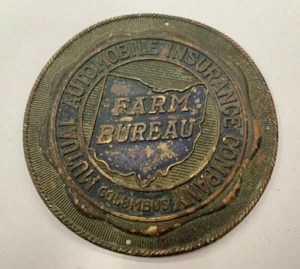 MUTUAL AUTOMOBILE INSURANCE COMPANY
FARM
BUREAU
COLUMBUS